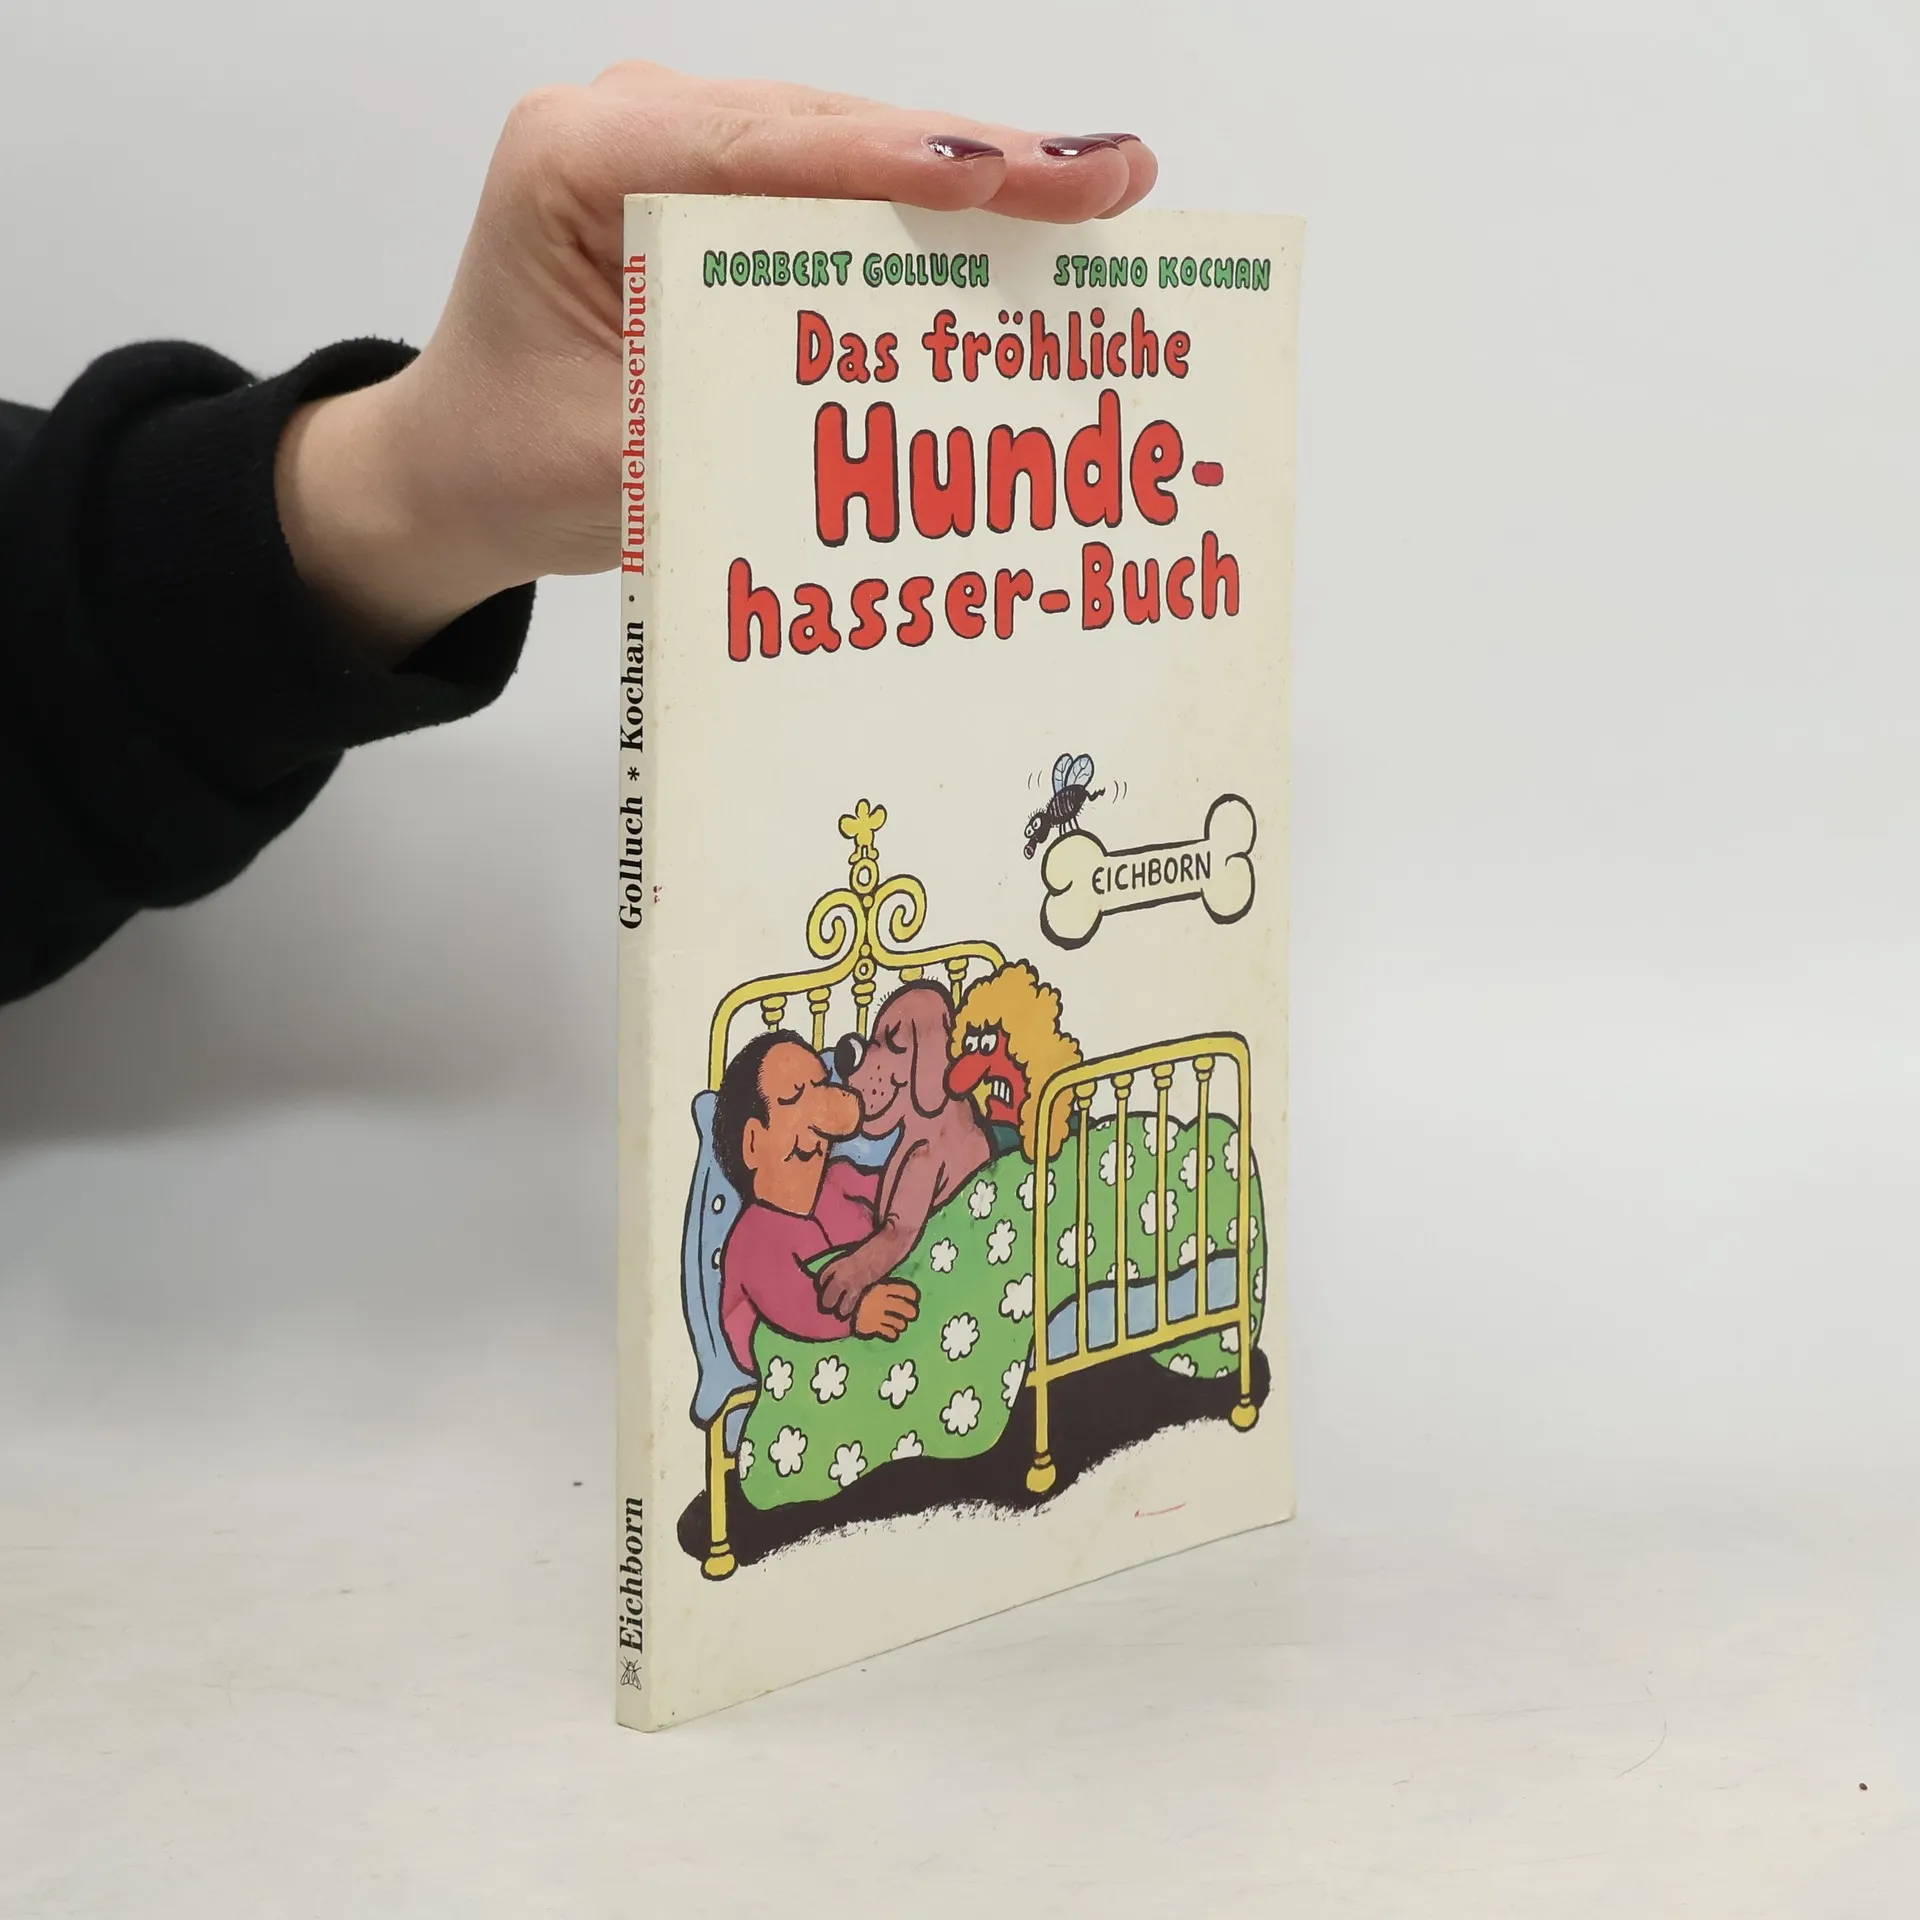 NORBERT GOLLUCH STANO KOCHAN
Das fröhliche
Hunde-
hasser-Buch
EICHBORN
Golluch * Kochan · Hundehasserbuch
Eichborn